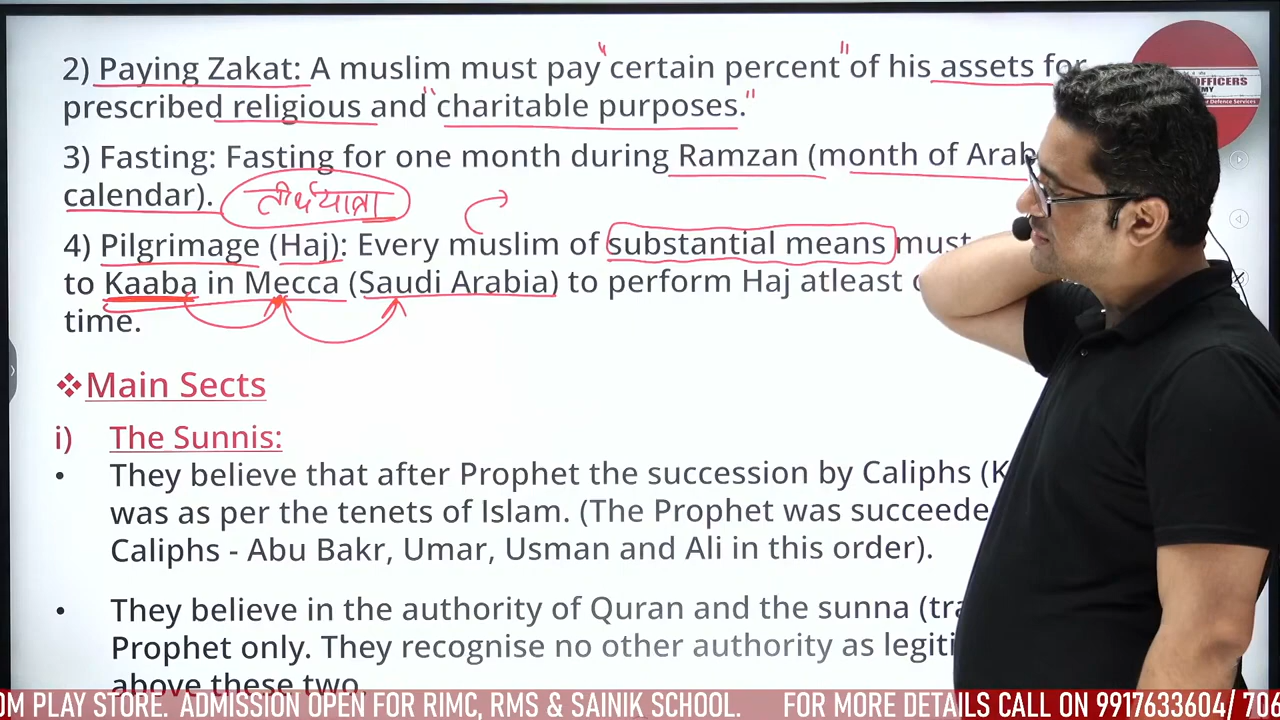 2) Paying Zakat: A muslim must pay "certain percent" of his assets for
prescribed religious and "charitable purposes."
3) Fasting: Fasting for one month during Ramzan (month of Arab
calendar).
तीर्थयात्रा
4) Pilgrimage (Haj): Every muslim of substantial means must
to Kaaba in Mecca (Saudi Arabia) to perform Haj atleast
time.
❖Main Sects
i) The Sunnis:
• They believe that after Prophet the succession by Caliphs (K
was as per the tenets of Islam. (The Prophet was succeede
Caliphs - Abu Bakr, Umar, Usman and Ali in this order).
• They believe in the authority of Quran and the sunna (tra
Prophet only. They recognise no other authority as legiti
above these two.
OFFICERS
MY
r Defence Services
OM PLAY STORE. ADMISSION OPEN FOR RIMC, RMS & SAINIK SCHOOL. FOR MORE DETAILS CALL ON 9917633604/ 706